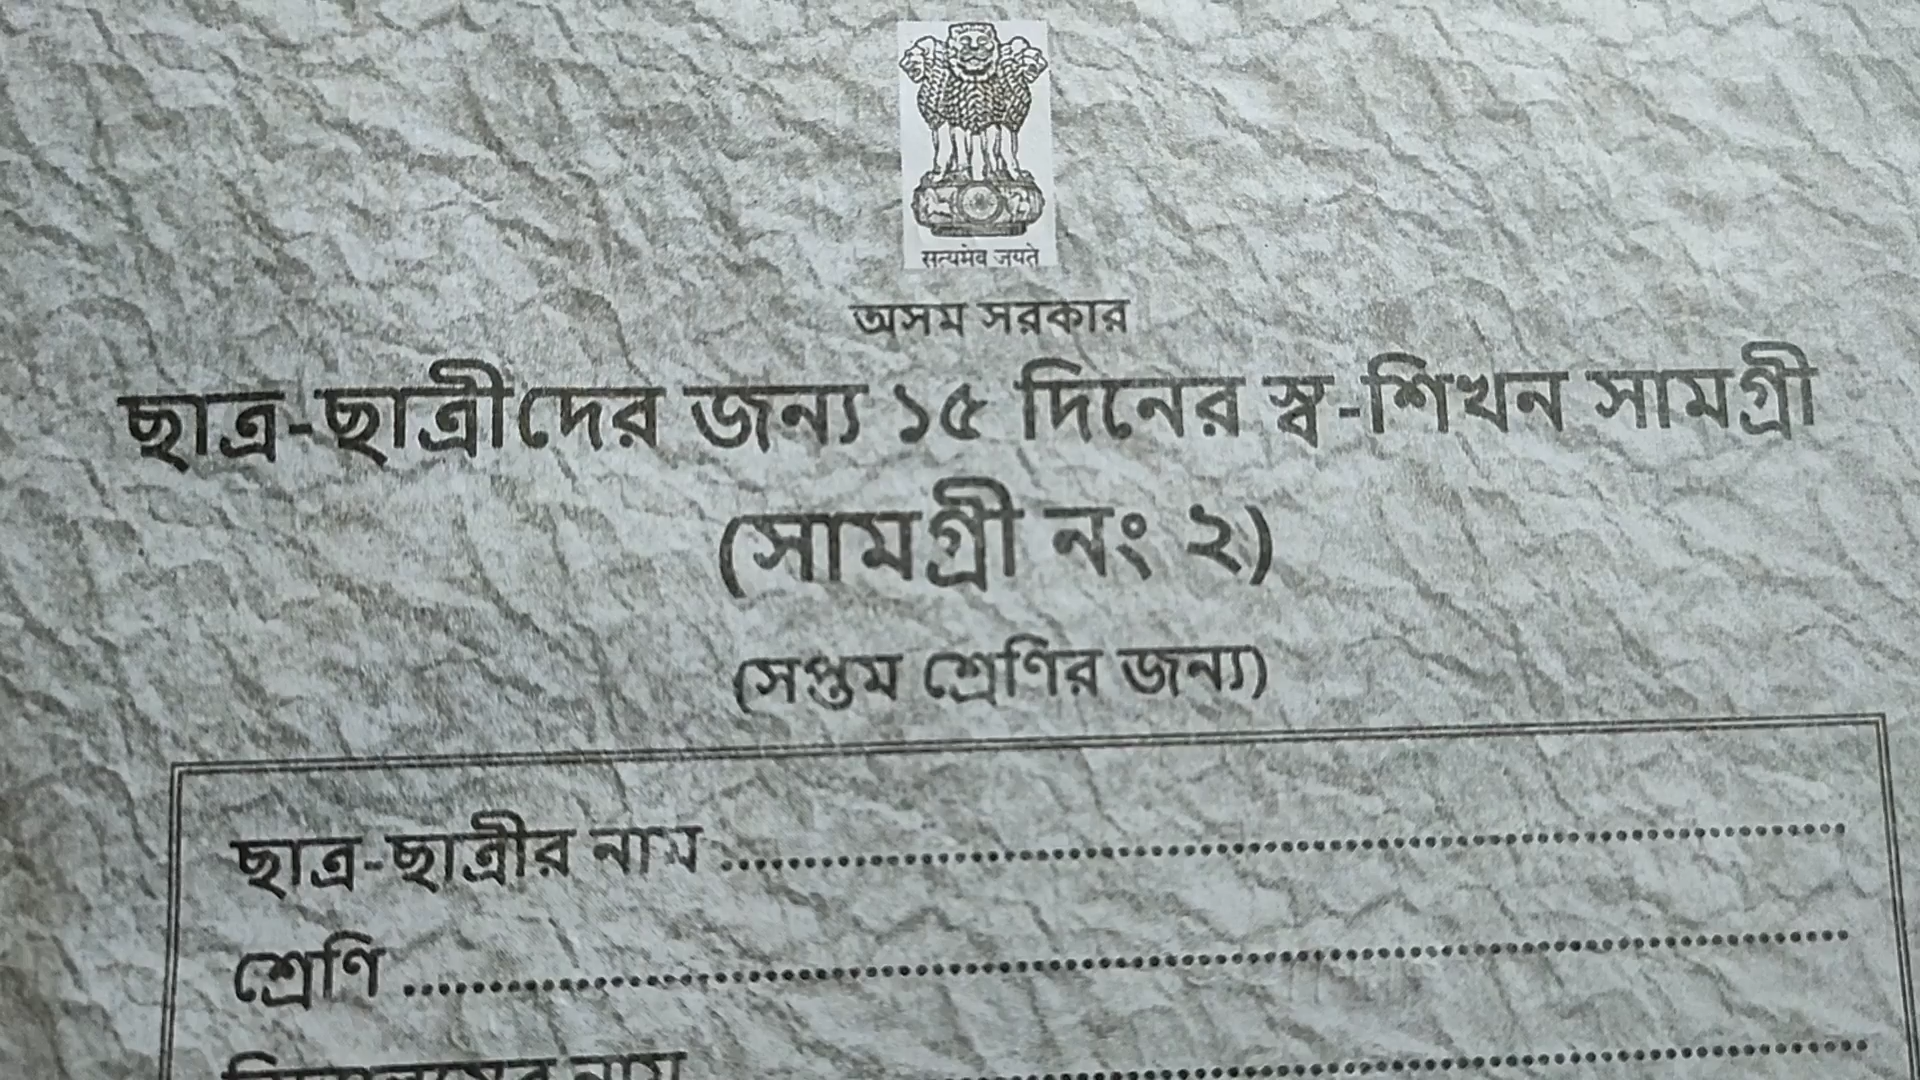 सत्यमेव जयते
অসম সরকার
ছাত্র-ছাত্রীদের জন্য ১৫ দিনের স্ব-শিখন সামগ্রী
(সামগ্রী নং ২)
(সপ্তম শ্রেণির জন্য)
ছাত্র-ছাত্রীর নাম ........................................................................
শ্রেণি ........................................................................
নাম ........................................................................